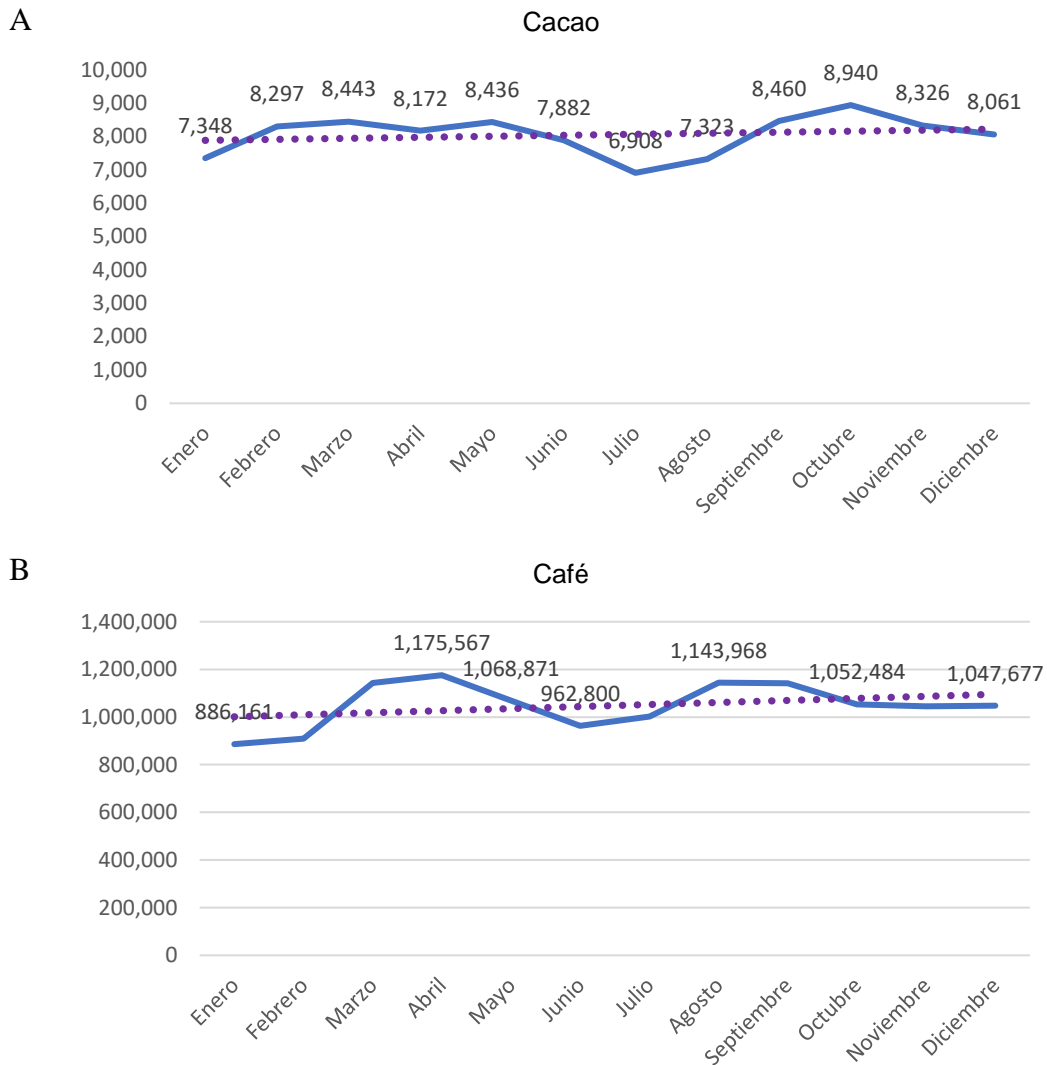 A
Cacao
10,000
9,000
8,000
7,000
6,000
5,000
4,000
3,000
2,000
1,000
0
7,348
8,297
8,443
8,172
8,436
7,882
6,908
7,323
8,460
8,940
8,326
8,061
Enero
Febrero
Marzo
Abril
Mayo
Junio
Julio
Agosto
Septiembre
Octubre
Noviembre
Diciembre
B
Café
1,400,000
1,200,000
1,000,000
800,000
600,000
400,000
200,000
0
886,161
1,175,567
1,068,871
962,800
1,143,968
1,052,484
1,047,677
Enero
Febrero
Marzo
Abril
Mayo
Junio
Julio
Agosto
Septiembre
Octubre
Noviembre
Diciembre